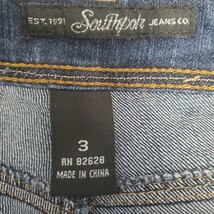 EST. 1991 Southpole JEANS CO.
3
RN 82628
MADE IN CHINA